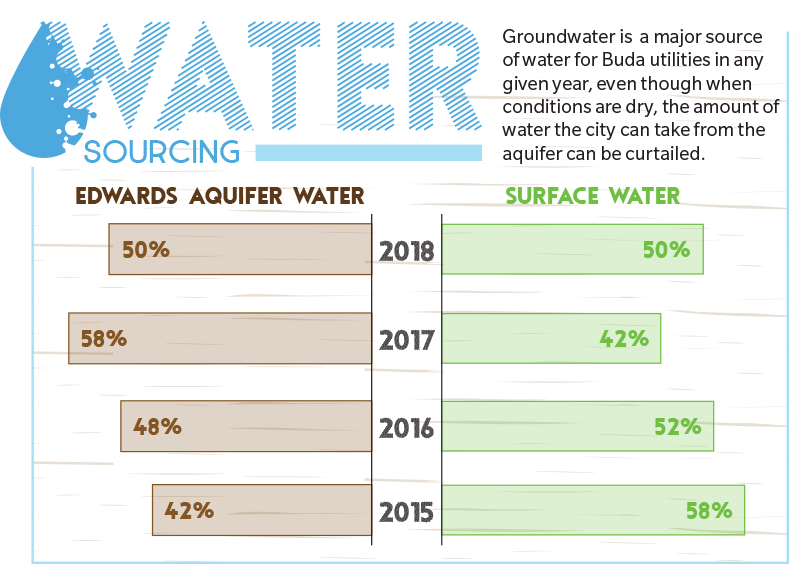 WATER
SOURCING
Groundwater is a major source
of water for Buda utilities in any
given year, even though when
conditions are dry, the amount of
water the city can take from the
aquifer can be curtailed.
EDWARDS AQUIFER WATER SURFACE WATER
50% 2018 50%
58% 2017 42%
48% 2016 52%
42% 2015 58%